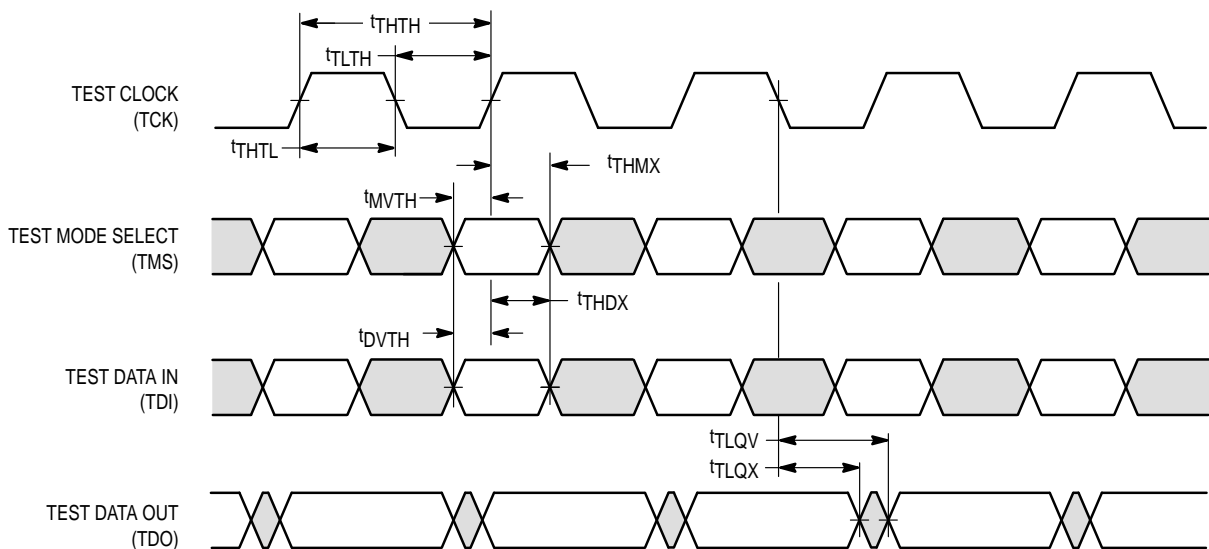 tTHTH
tTLTH
TEST CLOCK
(TCK)
tTHTL
tTHMX
tMVTH
TEST MODE SELECT
(TMS)
tTHDX
tDVTH
TEST DATA IN
(TDI)
tTLQV
tTLQX
TEST DATA OUT
(TDO)